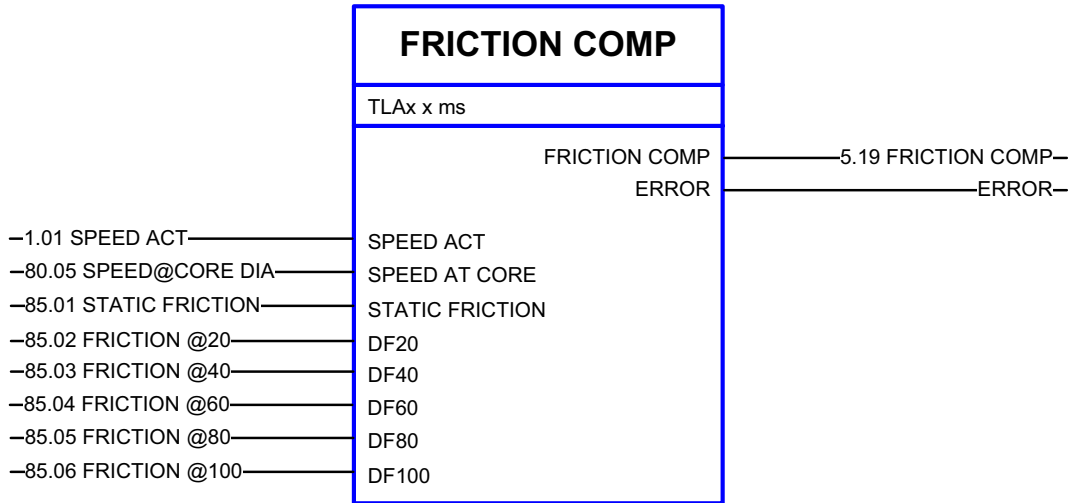 FRICTION COMP
TLAx x ms
FRICTION COMP 5.19 FRICTION COMP
ERROR ERROR
1.01 SPEED ACT SPEED ACT
80.05 SPEED@CORE DIA SPEED AT CORE
85.01 STATIC FRICTION STATIC FRICTION
85.02 FRICTION @20 DF20
85.03 FRICTION @40 DF40
85.04 FRICTION @60 DF60
85.05 FRICTION @80 DF80
85.06 FRICTION @100 DF100